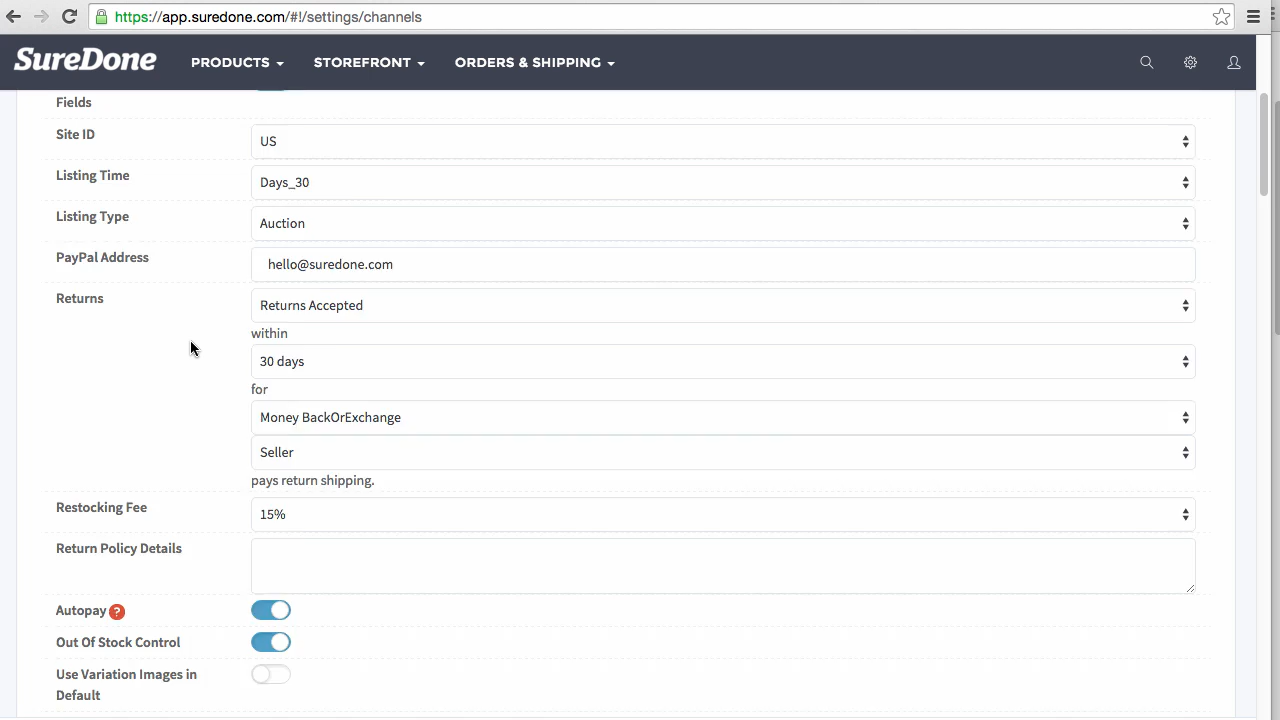 https://app.suredone.com/#!/settings/channels
SureDone PRODUCTS STOREFRONT ORDERS & SHIPPING
Fields
Site ID US
Listing Time Days_30
Listing Type Auction
PayPal Address hello@suredone.com
Returns Returns Accepted
within
30 days
for
Money BackOrExchange
Seller
pays return shipping.
Restocking Fee 15%
Return Policy Details
Autopay ?
Out Of Stock Control
Use Variation Images in
Default